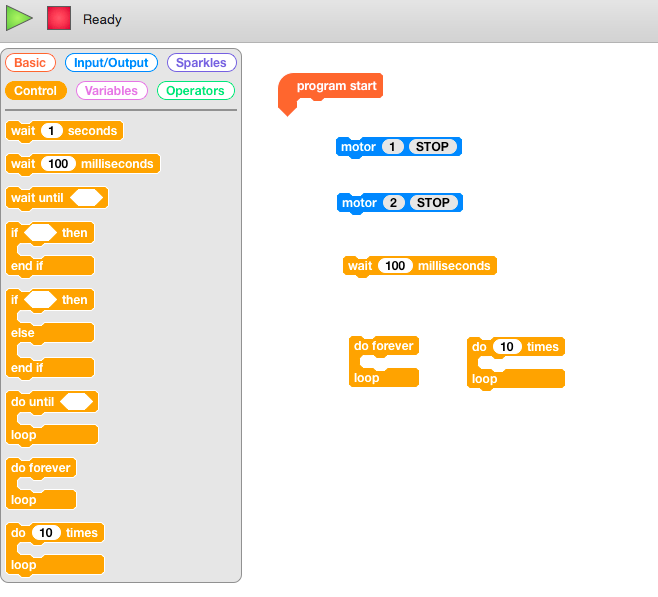 Ready
Basic Input/Output Sparkles
Control Variables Operators
wait 1 seconds
wait 100 milliseconds
wait until
if then
end if
if then
else
end if
do until
loop
do forever
loop
do 10 times
loop
program start
motor 1 STOP
motor 2 STOP
wait 100 milliseconds
do forever
loop
do 10 times
loop